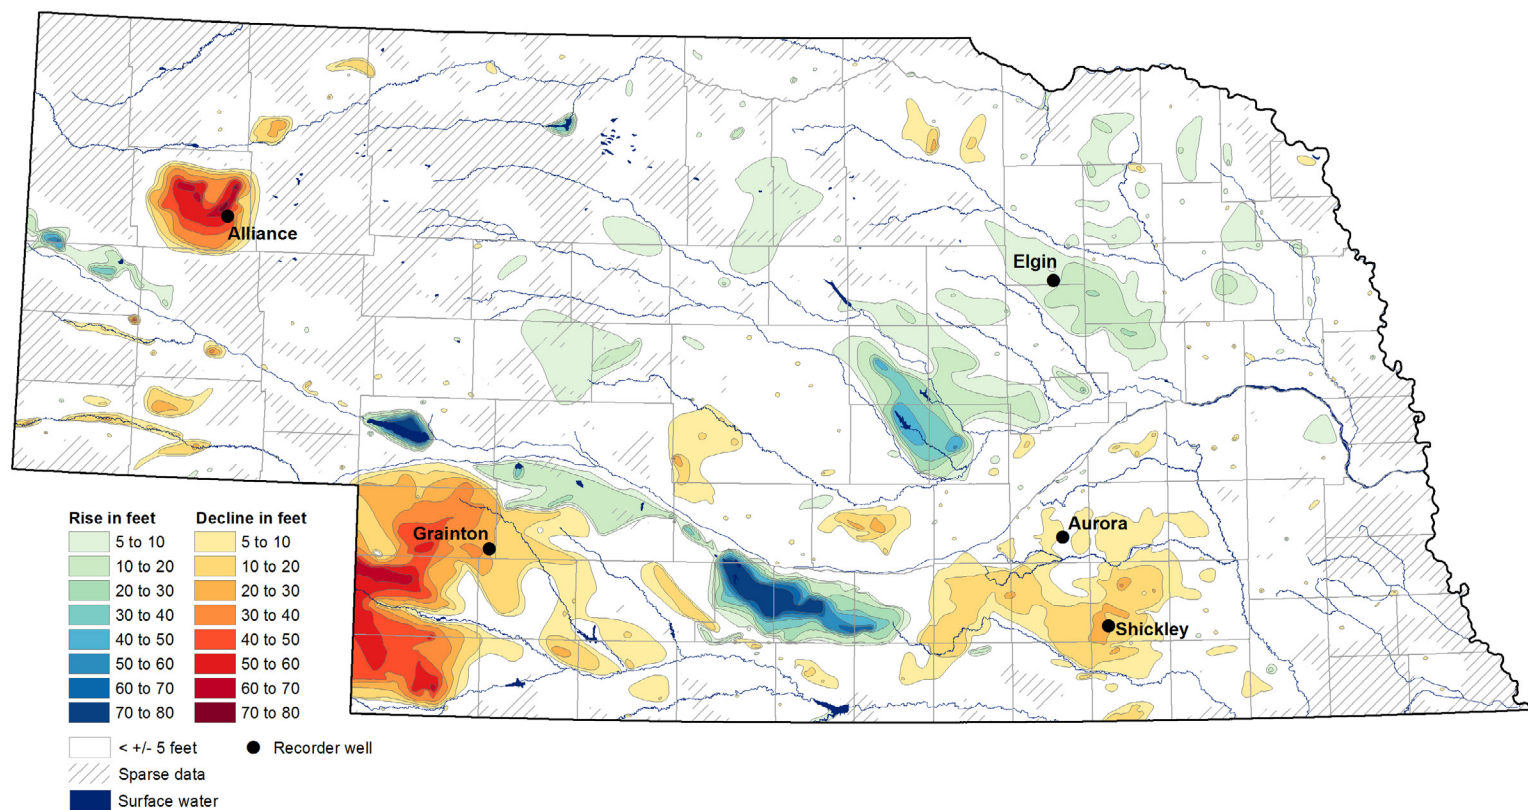 Alliance
Elgin
Grainton
Aurora
Shickley
Rise in feet Decline in feet
5 to 10 5 to 10
10 to 20 10 to 20
20 to 30 20 to 30
30 to 40 30 to 40
40 to 50 40 to 50
50 to 60 50 to 60
60 to 70 60 to 70
70 to 80 70 to 80
< +/- 5 feet Recorder well
Sparse data
Surface water